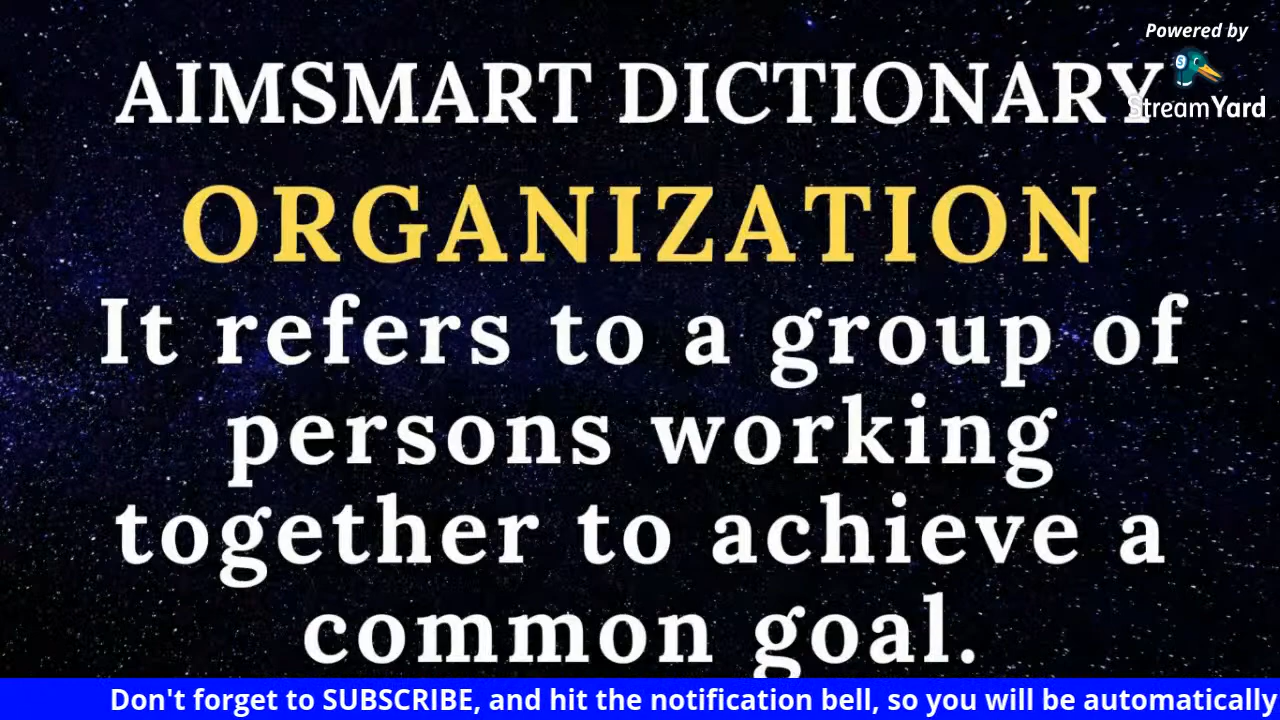 Powered by
AIMSMART DICTIONARY
StreamYard
ORGANIZATION
It refers to a group of
persons working
together to achieve a
common goal.
Don't forget to SUBSCRIBE, and hit the notification bell, so you will be automatically